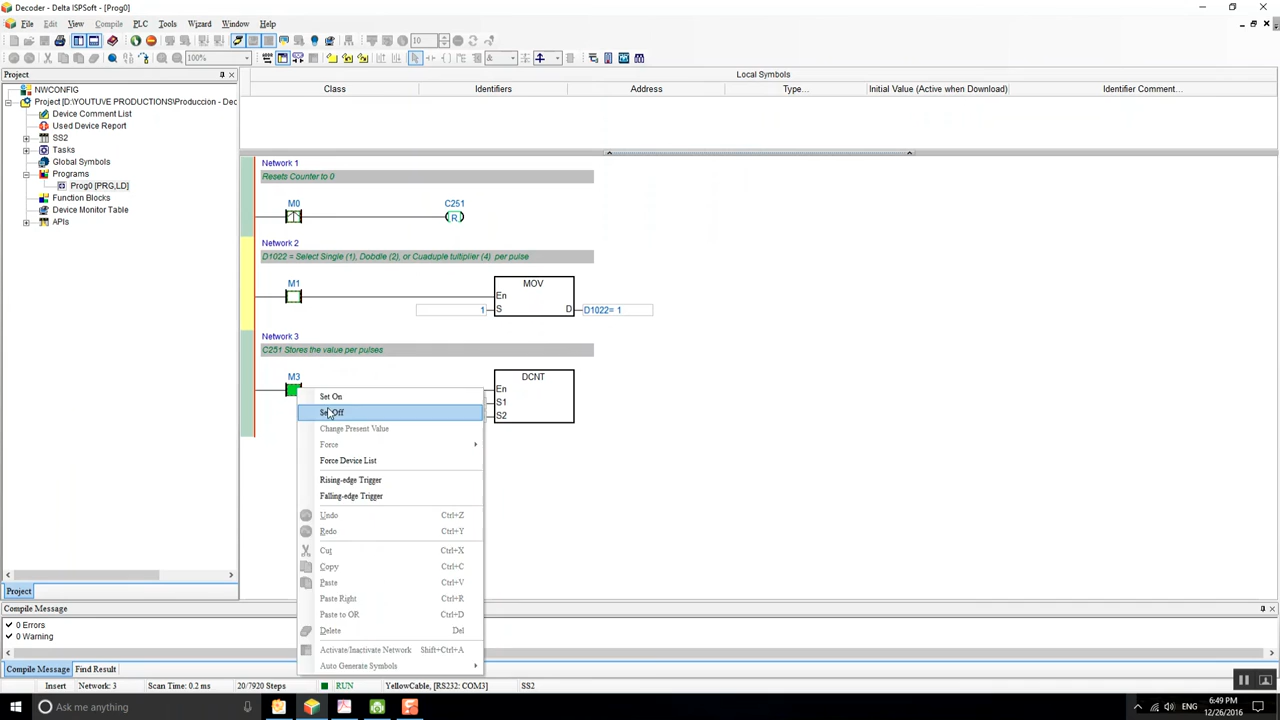 Decoder - Delta ISPSoft - [Prog0]
File Edit View Compile PLC Tools Wizard Window Help
10
100%
&
Project
NWCONFIG
Project [D:\YOUTUVE PRODUCTIONS\Produccion - Dec
Device Comment List
Used Device Report
SS2
Tasks
Global Symbols
Programs
Prog0 [PRG,LD]
Function Blocks
Device Monitor Table
APIs
Project
Local Symbols
Class Identifiers Address Type... Initial Value (Active when Download) Identifier Comment...
Network 1
Resets Counter to 0
M0 C251
R
Network 2
D1022 = Select Single (1), Dobdle (2), or Cuaduple tultiplier (4) per pulse
M1 MOV
En
1 S D D1022= 1
Network 3
C251 Stores the value per pulses
M3 DCNT
En
S1
S2
Set On
Set Off
Change Present Value
Force
Force Device List
Rising-edge Trigger
Falling-edge Trigger
Undo Ctrl+Z
Redo Ctrl+Y
Cut Ctrl+X
Copy Ctrl+C
Paste Ctrl+V
Paste Right Ctrl+R
Paste to OR Ctrl+D
Delete Del
Activate/Inactivate Network Shift+Ctrl+A
Auto Generate Symbols
Compile Message
0 Errors
0 Warning
Compile Message Find Result
Insert Network: 3 Scan Time: 0.2 ms 20/7920 Steps RUN YellowCable, [RS232: COM3] SS2
Ask me anything
ENG
6:49 PM
12/26/2016